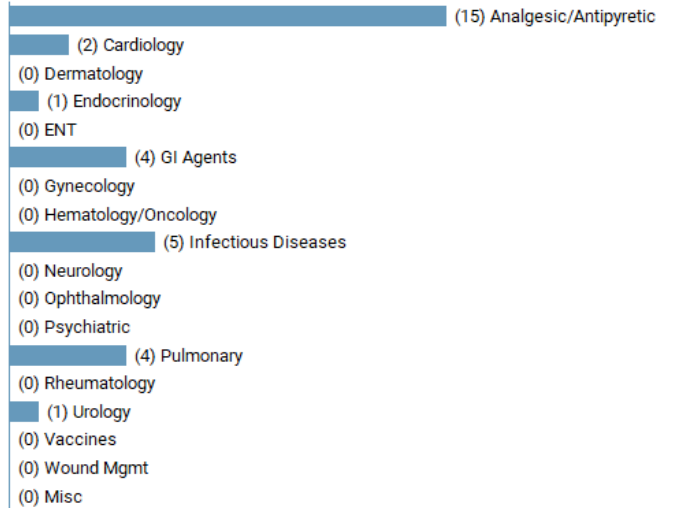 (15) Analgesic/Antipyretic
(2) Cardiology
(0) Dermatology
(1) Endocrinology
(0) ENT
(4) GI Agents
(0) Gynecology
(0) Hematology/Oncology
(5) Infectious Diseases
(0) Neurology
(0) Ophthalmology
(0) Psychiatric
(4) Pulmonary
(0) Rheumatology
(1) Urology
(0) Vaccines
(0) Wound Mgmt
(0) Misc